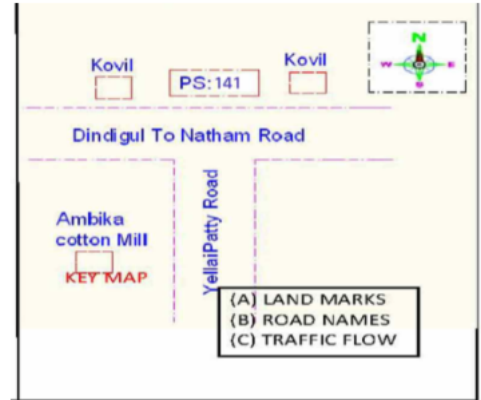 Kovil
PS:141
Kovil
N
W
E
S
Dindigul To Natham Road
YellaiPatty Road
Ambika
cotton Mill
KEY MAP
(A) LAND MARKS
(B) ROAD NAMES
(C) TRAFFIC FLOW